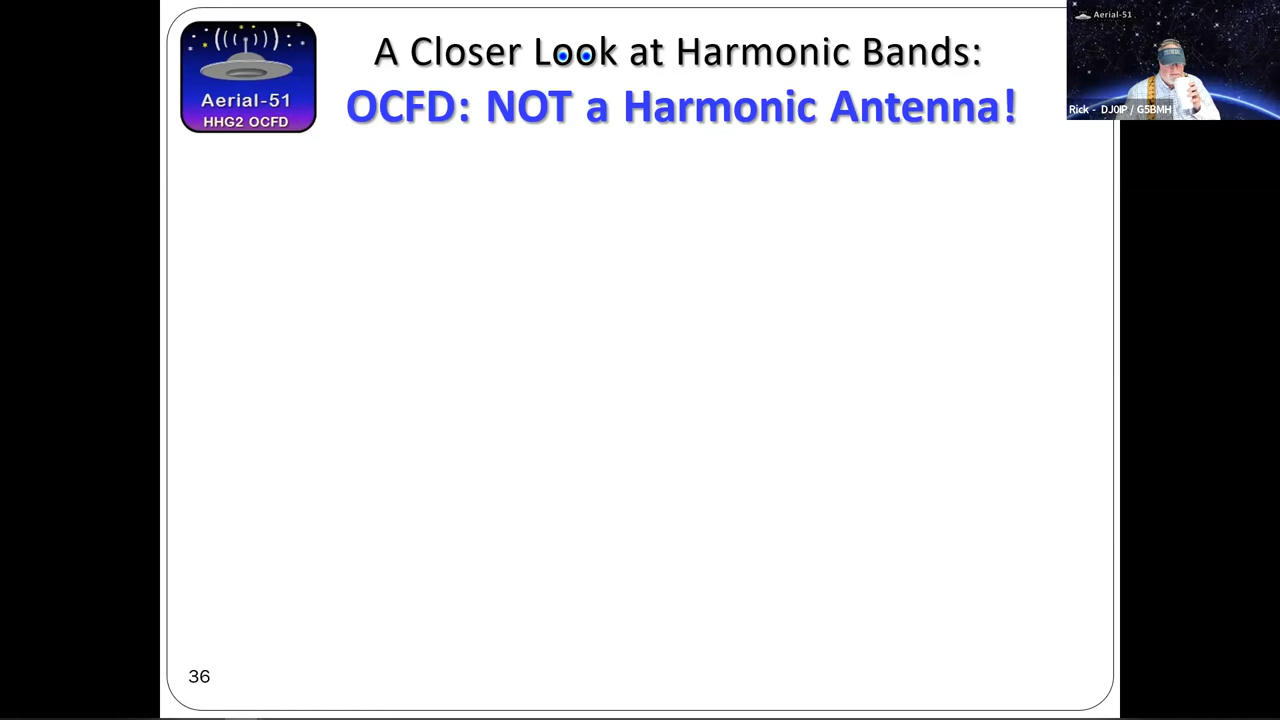 A Closer Look at Harmonic Bands:
OCFD: NOT a Harmonic Antenna!
Aerial-51
HHG2 OCFD
Aerial-51
Rick - DJ0IP / G5BMH
36